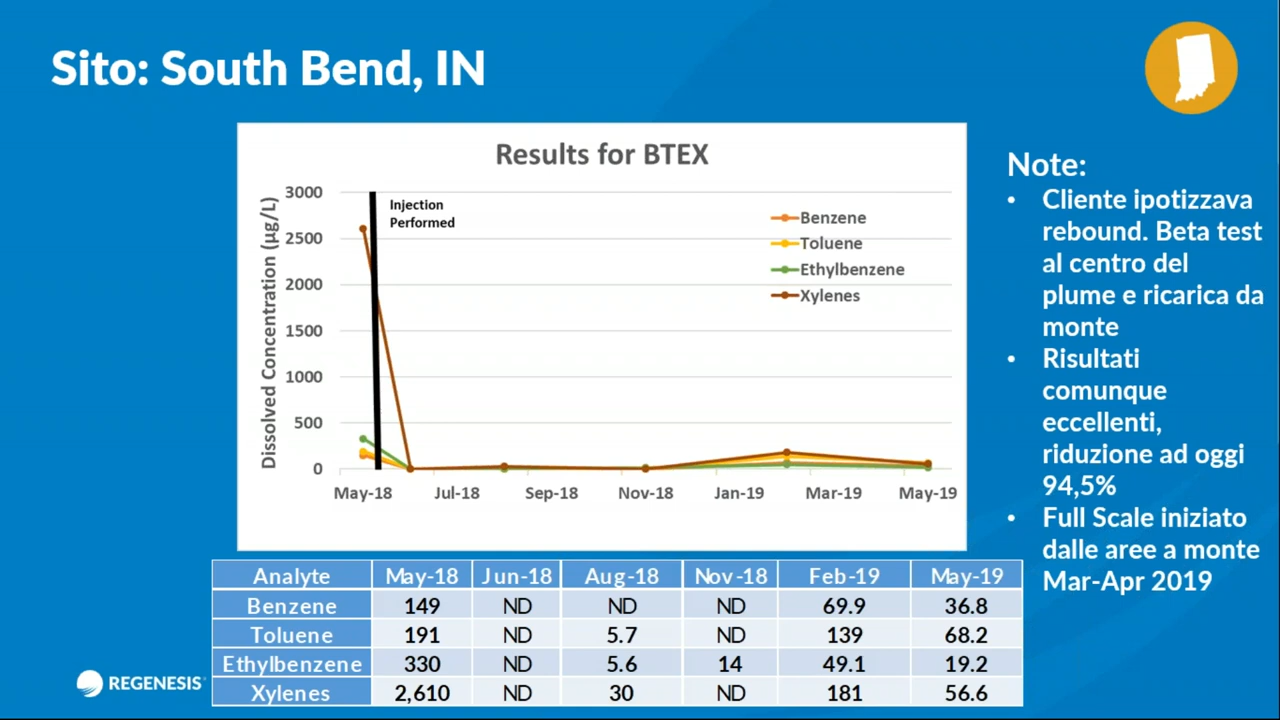 Sito: South Bend, IN
Results for BTEX
Dissolved Concentration (µg/L)
3000
2500
2000
1500
1000
500
0
Injection
Performed
Benzene
Toluene
Ethylbenzene
Xylenes
May-18 Jul-18 Sep-18 Nov-18 Jan-19 Mar-19 May-19
Note:
• Cliente ipotizzava
rebound. Beta test
al centro del
plume e ricarica da
monte
• Risultati
comunque
eccellenti,
riduzione ad oggi
94,5%
• Full Scale iniziato
dalle aree a monte
Mar-Apr 2019
Analyte May-18 Jun-18 Aug-18 Nov-18 Feb-19 May-19
Benzene 149 ND ND ND 69.9 36.8
Toluene 191 ND 5.7 ND 139 68.2
Ethylbenzene 330 ND 5.6 14 49.1 19.2
Xylenes 2,610 ND 30 ND 181 56.6
REGENESIS